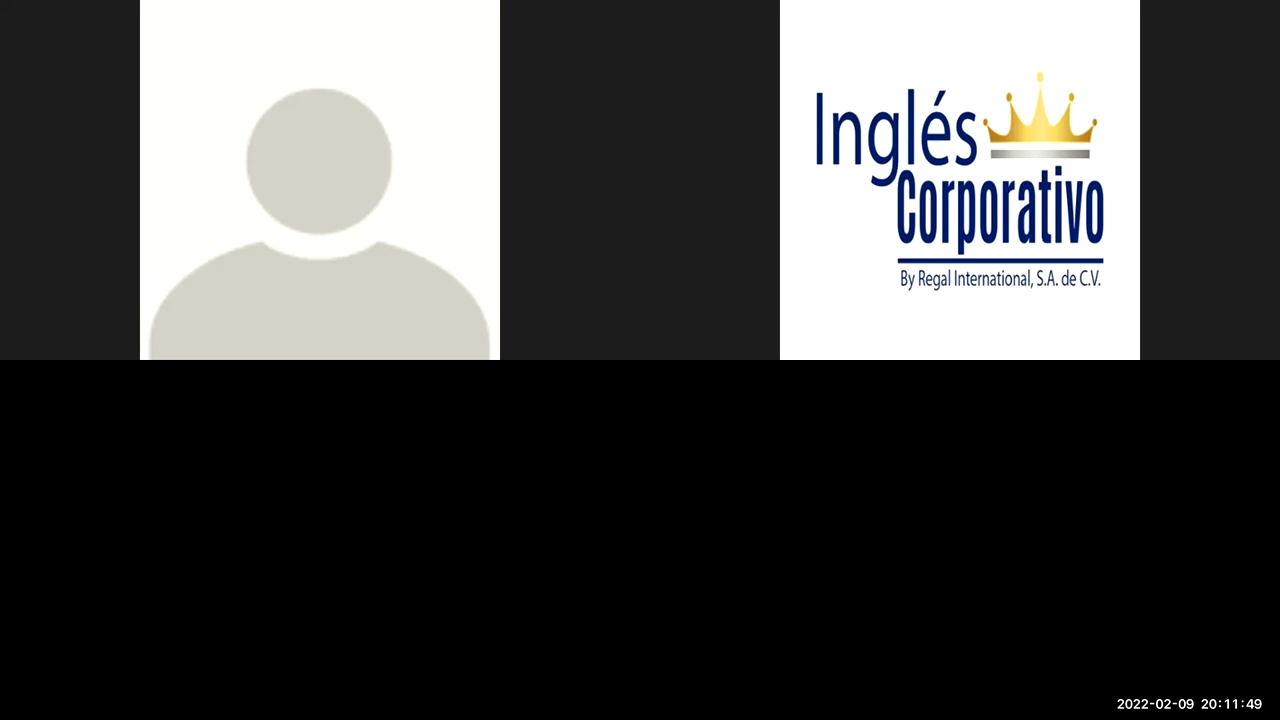 Inglés
Corporativo
By Regal International, S.A. de C.V.
2022-02-09 20:11:49